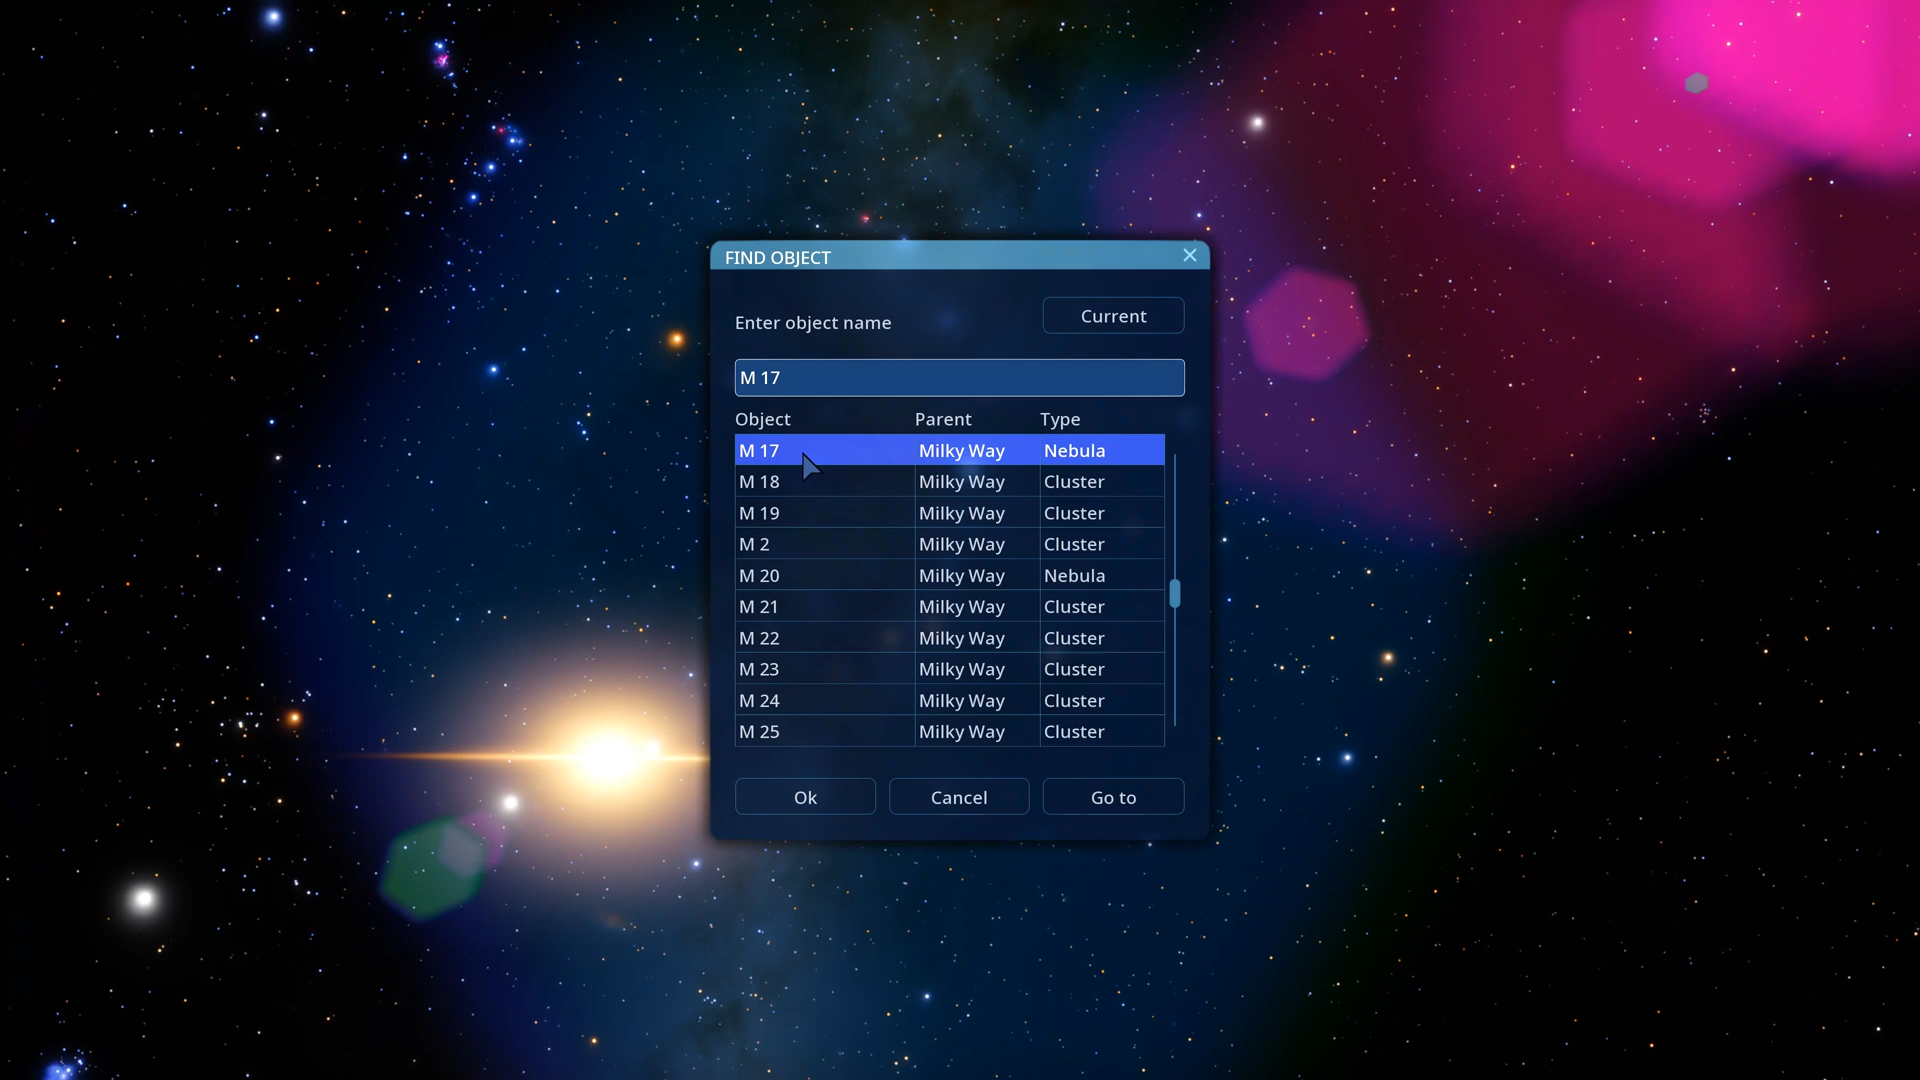 FIND OBJECT
Enter object name
Current
M 17
Object Parent Type
M 17 Milky Way Nebula
M 18 Milky Way Cluster
M 19 Milky Way Cluster
M 2 Milky Way Cluster
M 20 Milky Way Nebula
M 21 Milky Way Cluster
M 22 Milky Way Cluster
M 23 Milky Way Cluster
M 24 Milky Way Cluster
M 25 Milky Way Cluster
Ok Cancel Go to